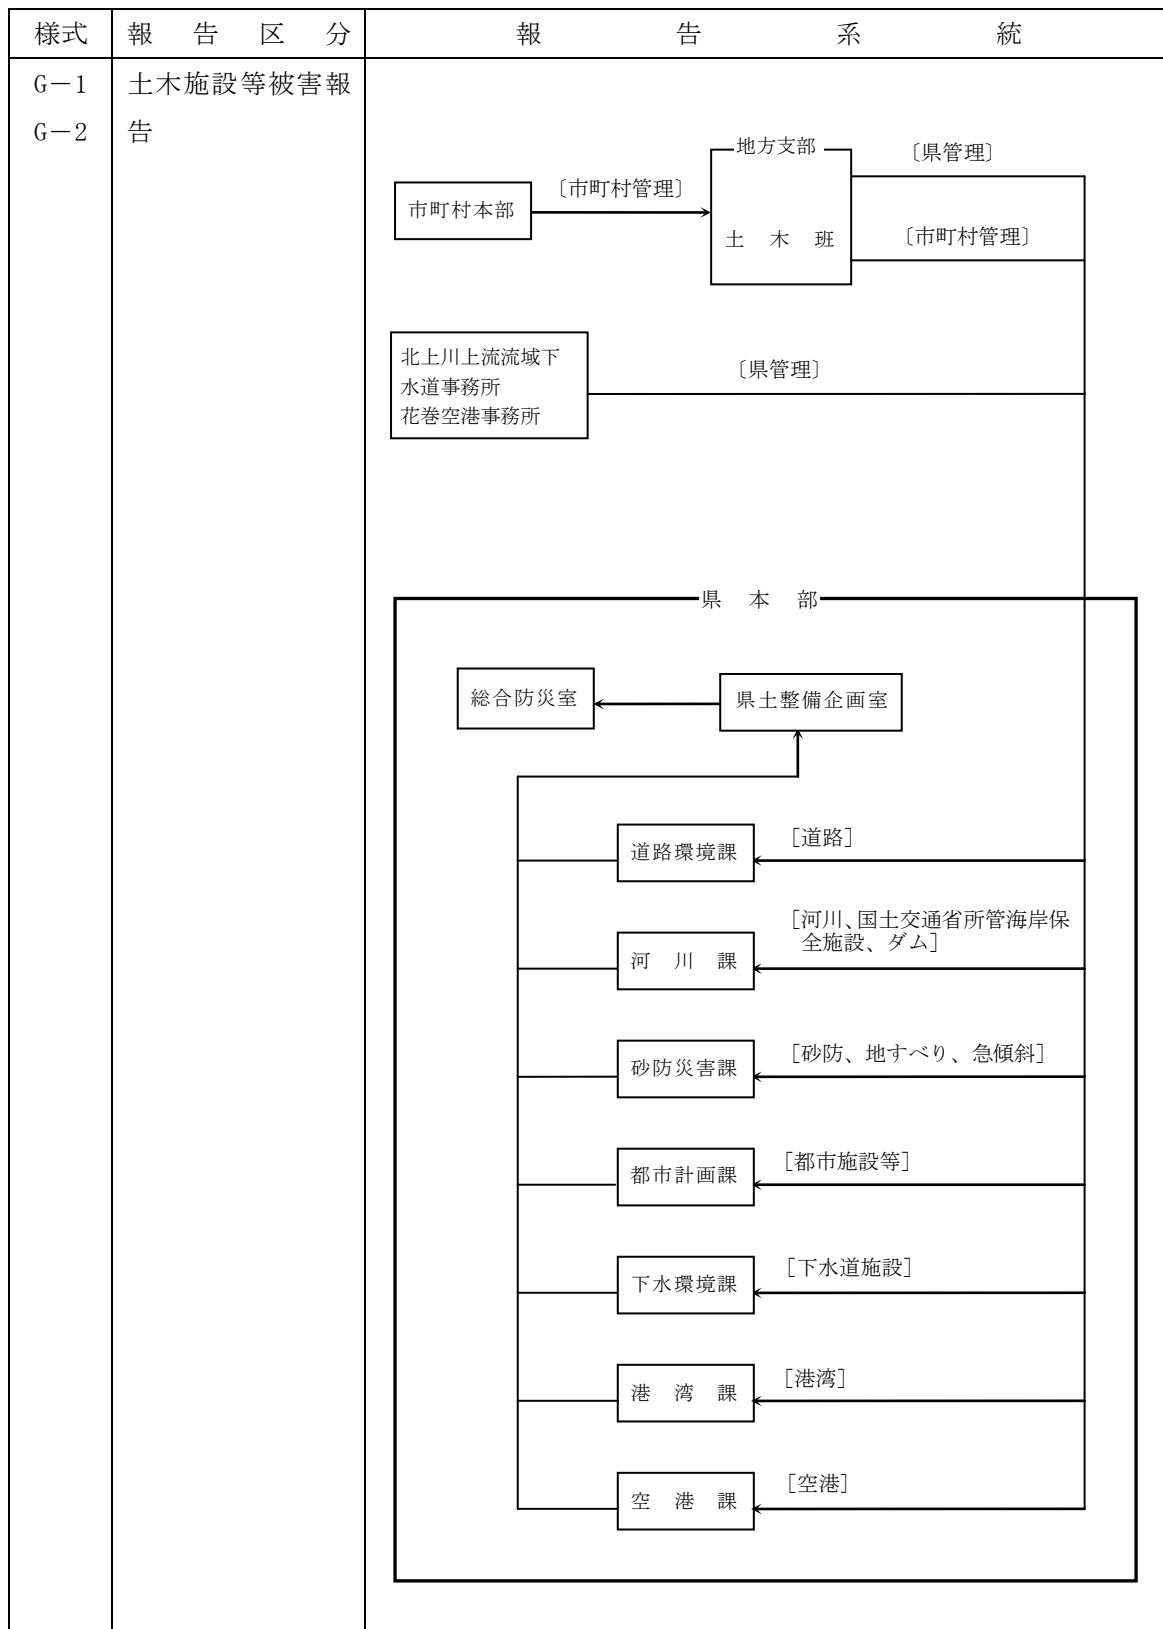 様式 報告区分 報告系統
G－1 土木施設等被害報
G－2 告
地方支部
〔県管理〕
〔市町村管理〕
市町村本部
土木班
〔市町村管理〕
北上川上流流域下
水道事務所
花巻空港事務所
〔県管理〕
県本部
総合防災室
県土整備企画室
道路環境課
［道路］
［河川、国土交通省所管海岸保
全施設、ダム］
河川課
砂防災害課
［砂防、地すべり、急傾斜］
都市計画課
［都市施設等］
下水環境課
［下水道施設］
港湾課
［港湾］
空港課
［空港］